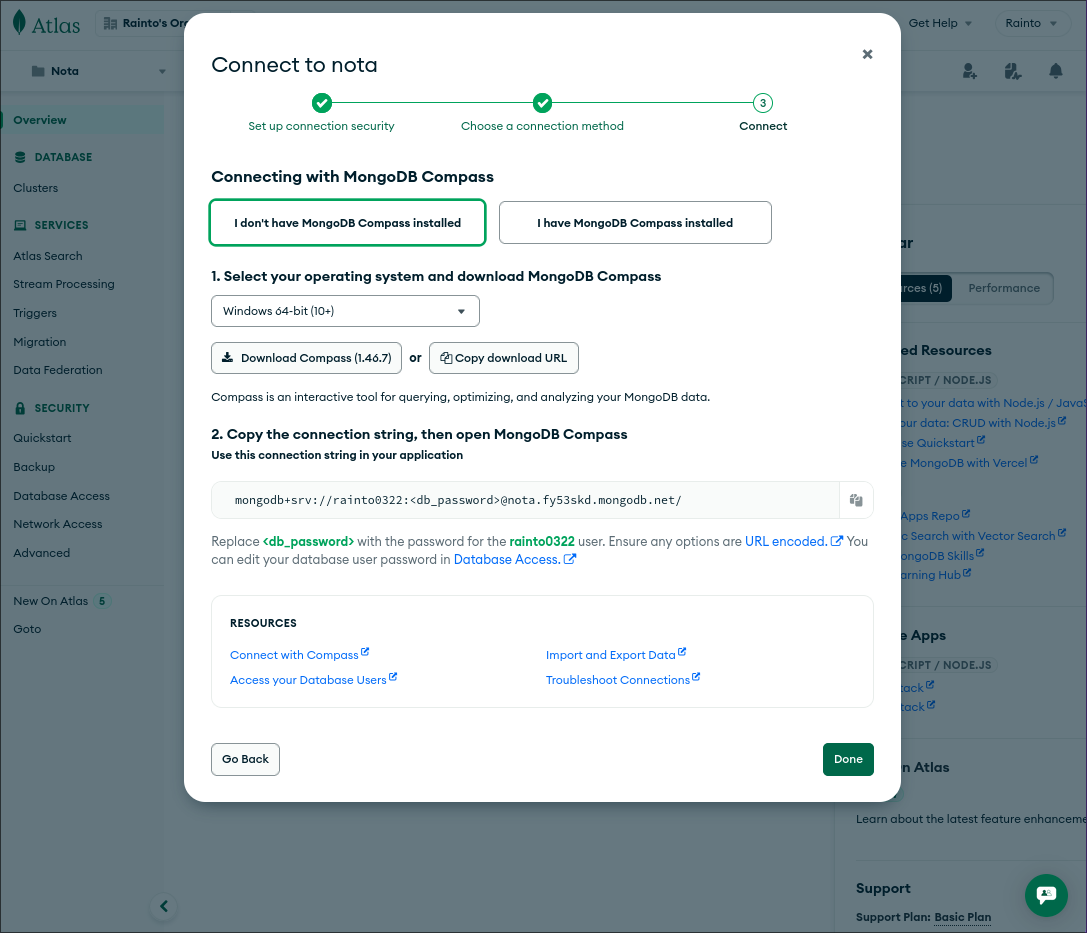 Atlas
Rainto's Org
Get Help
Rainto
Nota
Overview
DATABASE
Clusters
SERVICES
Atlas Search
Stream Processing
Triggers
Migration
Data Federation
SECURITY
Quickstart
Backup
Database Access
Network Access
Advanced
New On Atlas 5
Goto
Connect to nota
3
Set up connection security
Choose a connection method
Connect
Connecting with MongoDB Compass
I don't have MongoDB Compass installed
I have MongoDB Compass installed
1. Select your operating system and download MongoDB Compass
Windows 64-bit (10+)
Download Compass (1.46.7) or Copy download URL
Compass is an interactive tool for querying, optimizing, and analyzing your MongoDB data.
2. Copy the connection string, then open MongoDB Compass
Use this connection string in your application
mongodb+srv://rainto0322:<db_password>@nota.fy53skd.mongodb.net/
Replace <db_password> with the password for the rainto0322 user. Ensure any options are URL encoded. You
can edit your database user password in Database Access.
RESOURCES
Connect with Compass
Import and Export Data
Access your Database Users
Troubleshoot Connections
Go Back
Done
ar
rces (5)
Performance
ed Resources
CRIPT / NODE.JS
t to your data with Node.js / JavaS
ur data: CRUD with Node.js
se Quickstart
e MongoDB with Vercel
Apps Repo
c Search with Vector Search
ongoDB Skills
arning Hub
e Apps
CRIPT / NODE.JS
tack
tack
On Atlas
Learn about the latest feature enhanceme
Support
Support Plan: Basic Plan